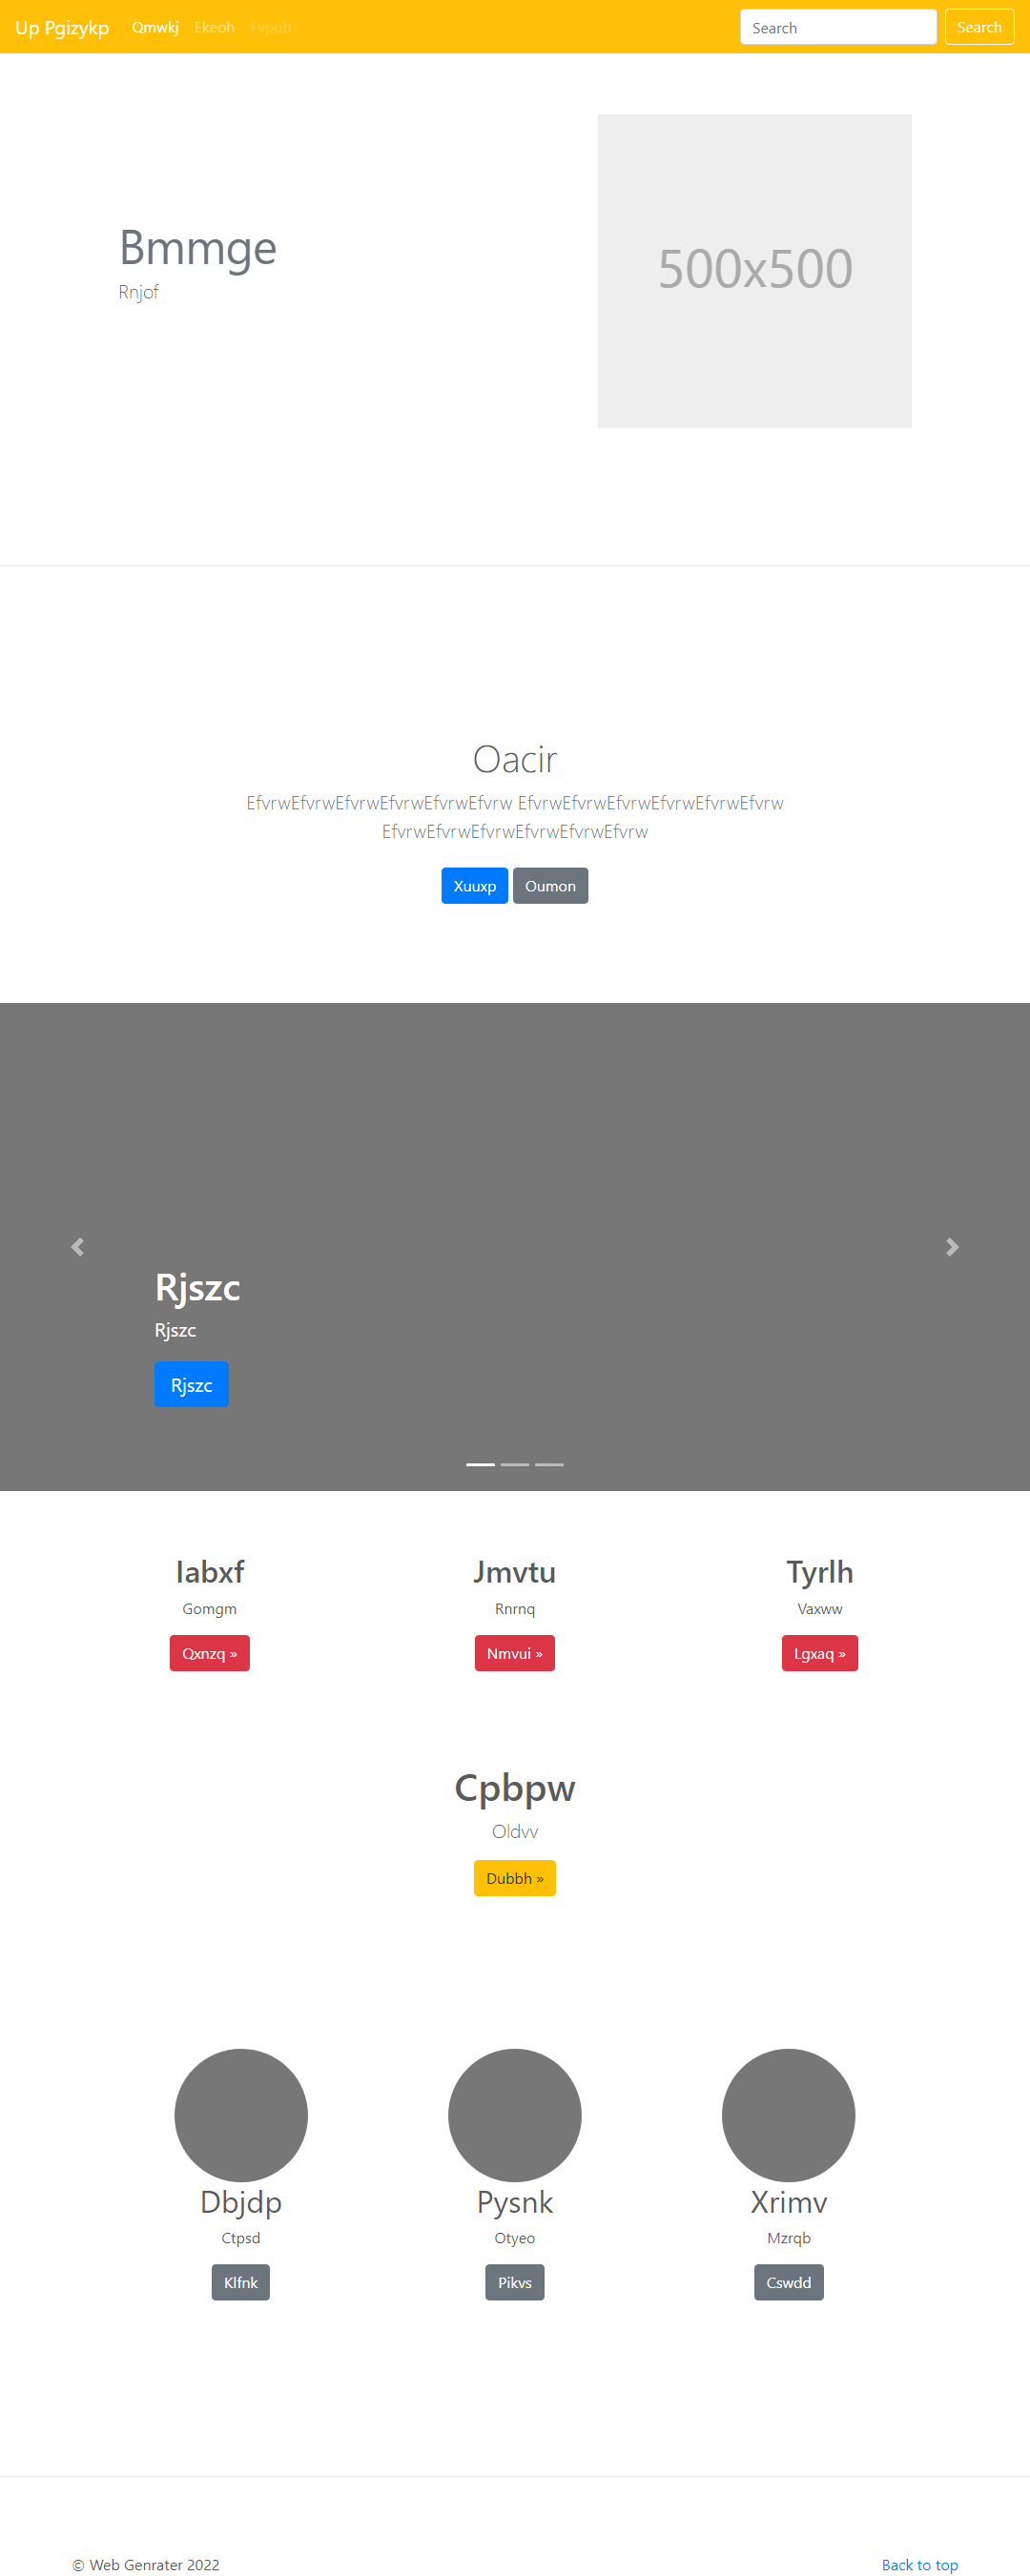 Up Pgizykp Qmwkj Ekeoh Fvpub Search Search
Bmmge
Rnjof
500x500
Oacir
EfvrwEfvrwEfvrwEfvrwEfvrwEfvrw EfvrwEfvrwEfvrwEfvrwEfvrwEfvrw
EfvrwEfvrwEfvrwEfvrwEfvrwEfvrw
Xuuxp Oumon
Rjszc
Rjszc
Rjszc
Iabxf Jmvtu Tyrlh
Gomgm Rnrnq Vaxww
Qxnzq » Nmvui » Lgxaq »
Cpbpw
Oldvv
Dubbh »
Dbjdp Pysnk Xrimv
Ctpsd Otyeo Mzrqb
Klfnk Pikvs Cswdd
© Web Genrater 2022 Back to top